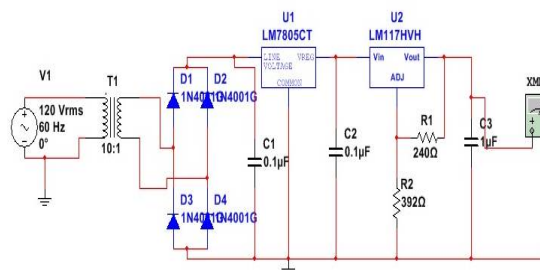 V1
120 Vrms
60 Hz
0°
T1
10:1
D1
D2
1N4001G
1N4001G
D3
D4
1N4001G
1N4001G
C1
0.1µF
U1
LM7805CT
LINE VREG
VOLTAGE
COMMON
C2
0.1µF
U2
LM117HVH
Vin Vout
ADJ
R1
240Ω
R2
392Ω
C3
1µF